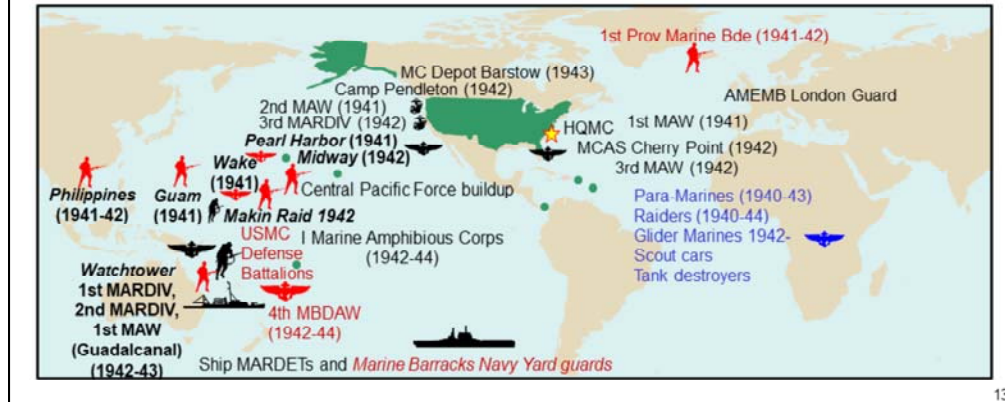 1st Prov Marine Bde (1941-42)
MC Depot Barstow (1943)
Camp Pendleton (1942)
AMEMB London Guard
2nd MAW (1941)
3rd MARDIV (1942)
HQMC
1st MAW (1941)
Pearl Harbor (1941)
MCAS Cherry Point (1942)
Midway (1942)
3rd MAW (1942)
Wake
(1941)
Philippines
(1941-42)
Guam
(1941)
Central Pacific Force buildup
Makin Raid 1942
Para-Marines (1940-43)
Raiders (1940-44)
Glider Marines 1942-
Scout cars
Tank destroyers
USMC
Defense
Battalions
I Marine Amphibious Corps
(1942-44)
Watchtower
1st MARDIV,
2nd MARDIV,
1st MAW
(Guadalcanal)
(1942-43)
4th MBDAW
(1942-44)
Ship MARDETs and Marine Barracks Navy Yard guards
13